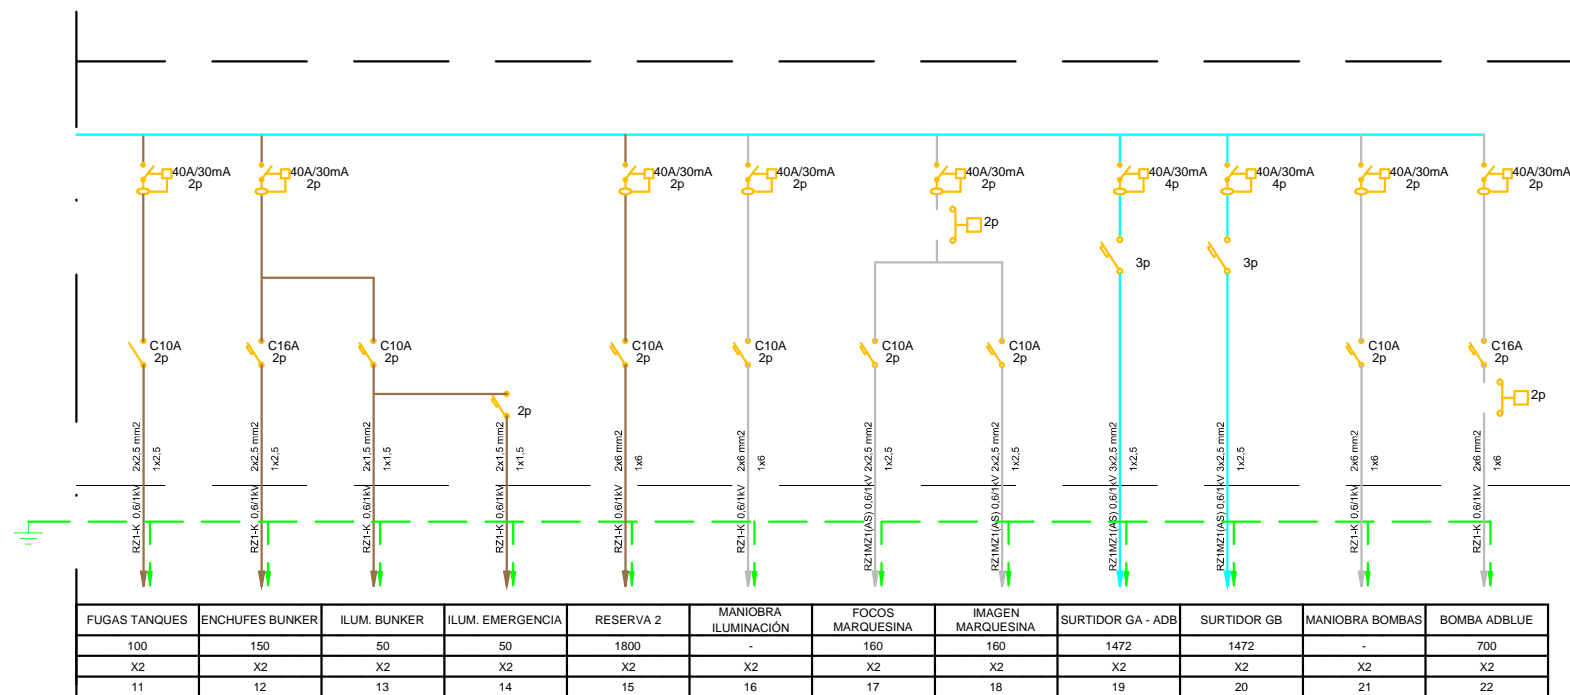 40A/30mA
2p
40A/30mA
2p
40A/30mA
2p
40A/30mA
2p
40A/30mA
2p
40A/30mA
4p
40A/30mA
4p
40A/30mA
2p
40A/30mA
2p
2p
3p
3p
C10A
2p
C16A
2p
C10A
2p
C10A
2p
C10A
2p
C10A
2p
C10A
2p
C10A
2p
C16A
2p
2p
2p
RZ1-K 0,6/1kV 2x2,5 mm2
1x2,5
RZ1-K 0,6/1kV 2x2,5 mm2
1x2,5
RZ1-K 0,6/1kV 2x1,5 mm2
1x1,5
RZ1-K 0,6/1kV 2x1,5 mm2
1x1,5
RZ1-K 0,6/1kV 2x6 mm2
1x6
RZ1-K 0,6/1kV 2x6 mm2
1x6
RZ1MZ1(AS) 0,6/1kV 2x2,5 mm2
1x2,5
RZ1MZ1(AS) 0,6/1kV 2x2,5 mm2
1x2,5
RZ1MZ1(AS) 0,6/1kV 3x2,5 mm2
1x2,5
RZ1MZ1(AS) 0,6/1kV 3x2,5 mm2
1x2,5
RZ1-K 0,6/1kV 2x6 mm2
1x6
RZ1-K 0,6/1kV 2x6 mm2
1x6
FUGAS TANQUES ENCHUFES BUNKER ILUM. BUNKER ILUM. EMERGENCIA RESERVA 2 MANIOBRA ILUMINACIÓN FOCOS MARQUESINA IMAGEN MARQUESINA SURTIDOR GA - ADB SURTIDOR GB MANIOBRA BOMBAS BOMBA ADBLUE
100 150 50 50 1800 - 160 160 1472 1472 - 700
X2 X2 X2 X2 X2 X2 X2 X2 X2 X2 X2 X2
11 12 13 14 15 16 17 18 19 20 21 22